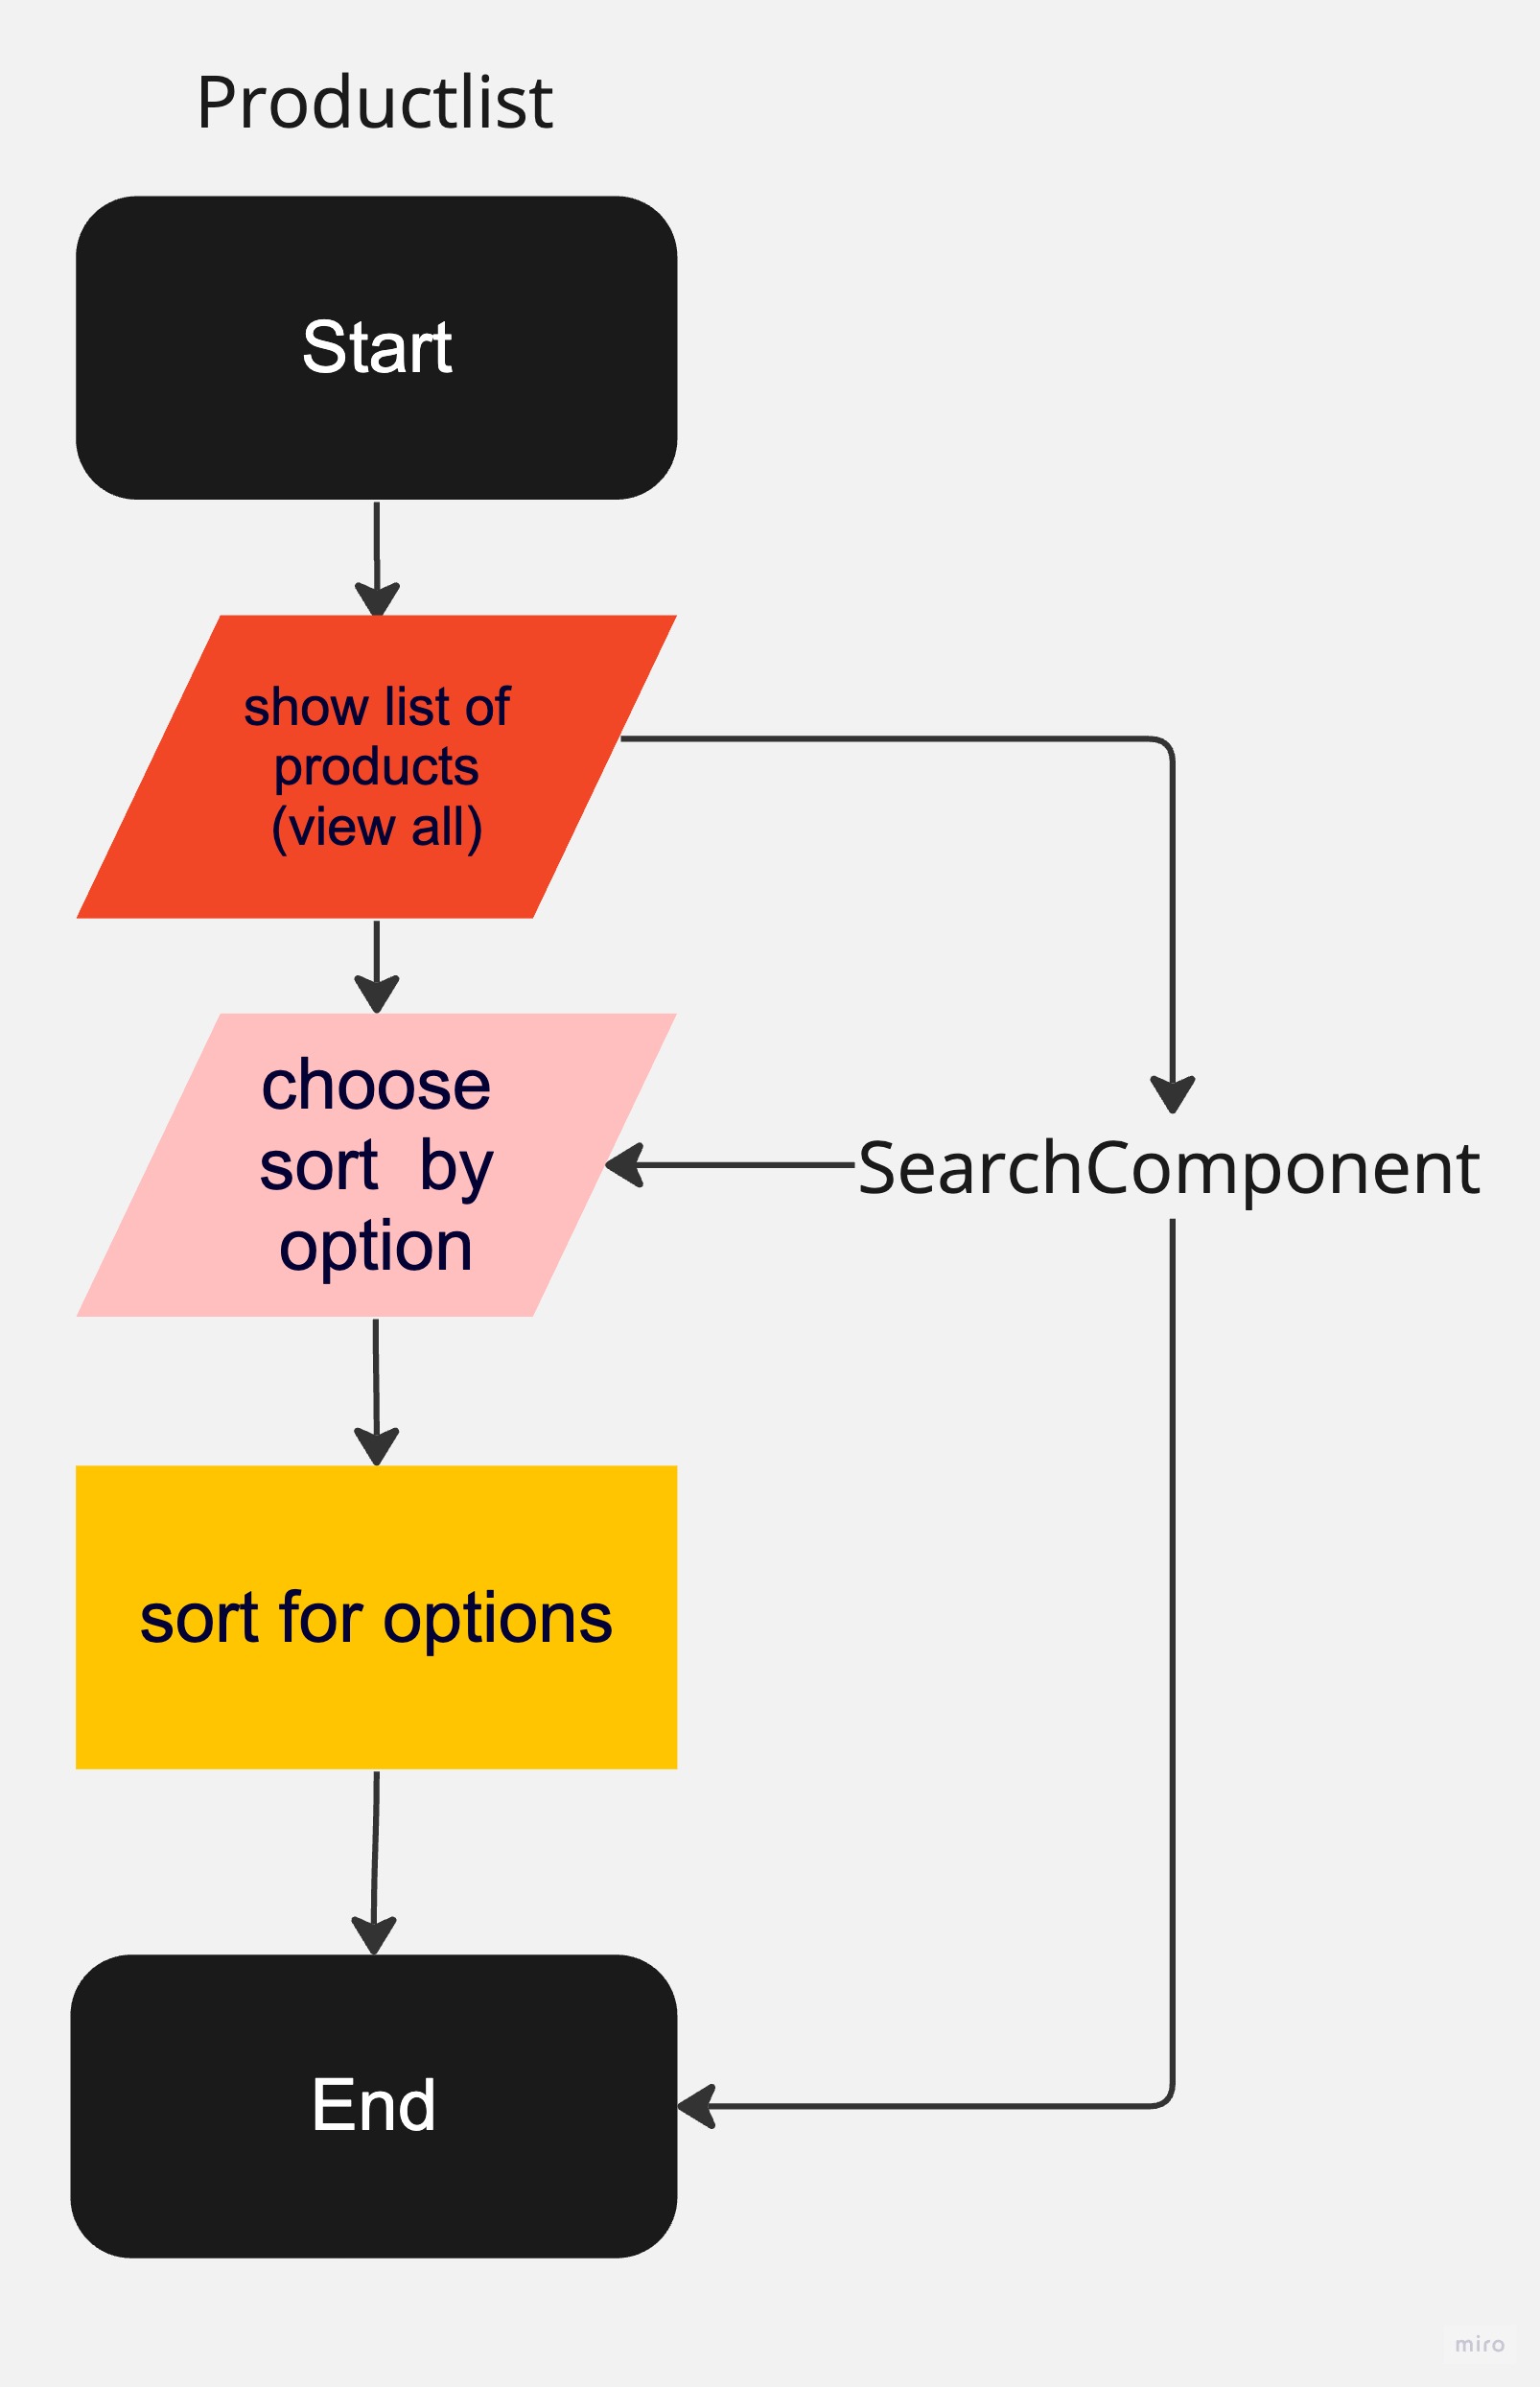 Productlist
Start
show list of
products
(view all)
choose
sort  by
option
SearchComponent
sort for options
End
miro